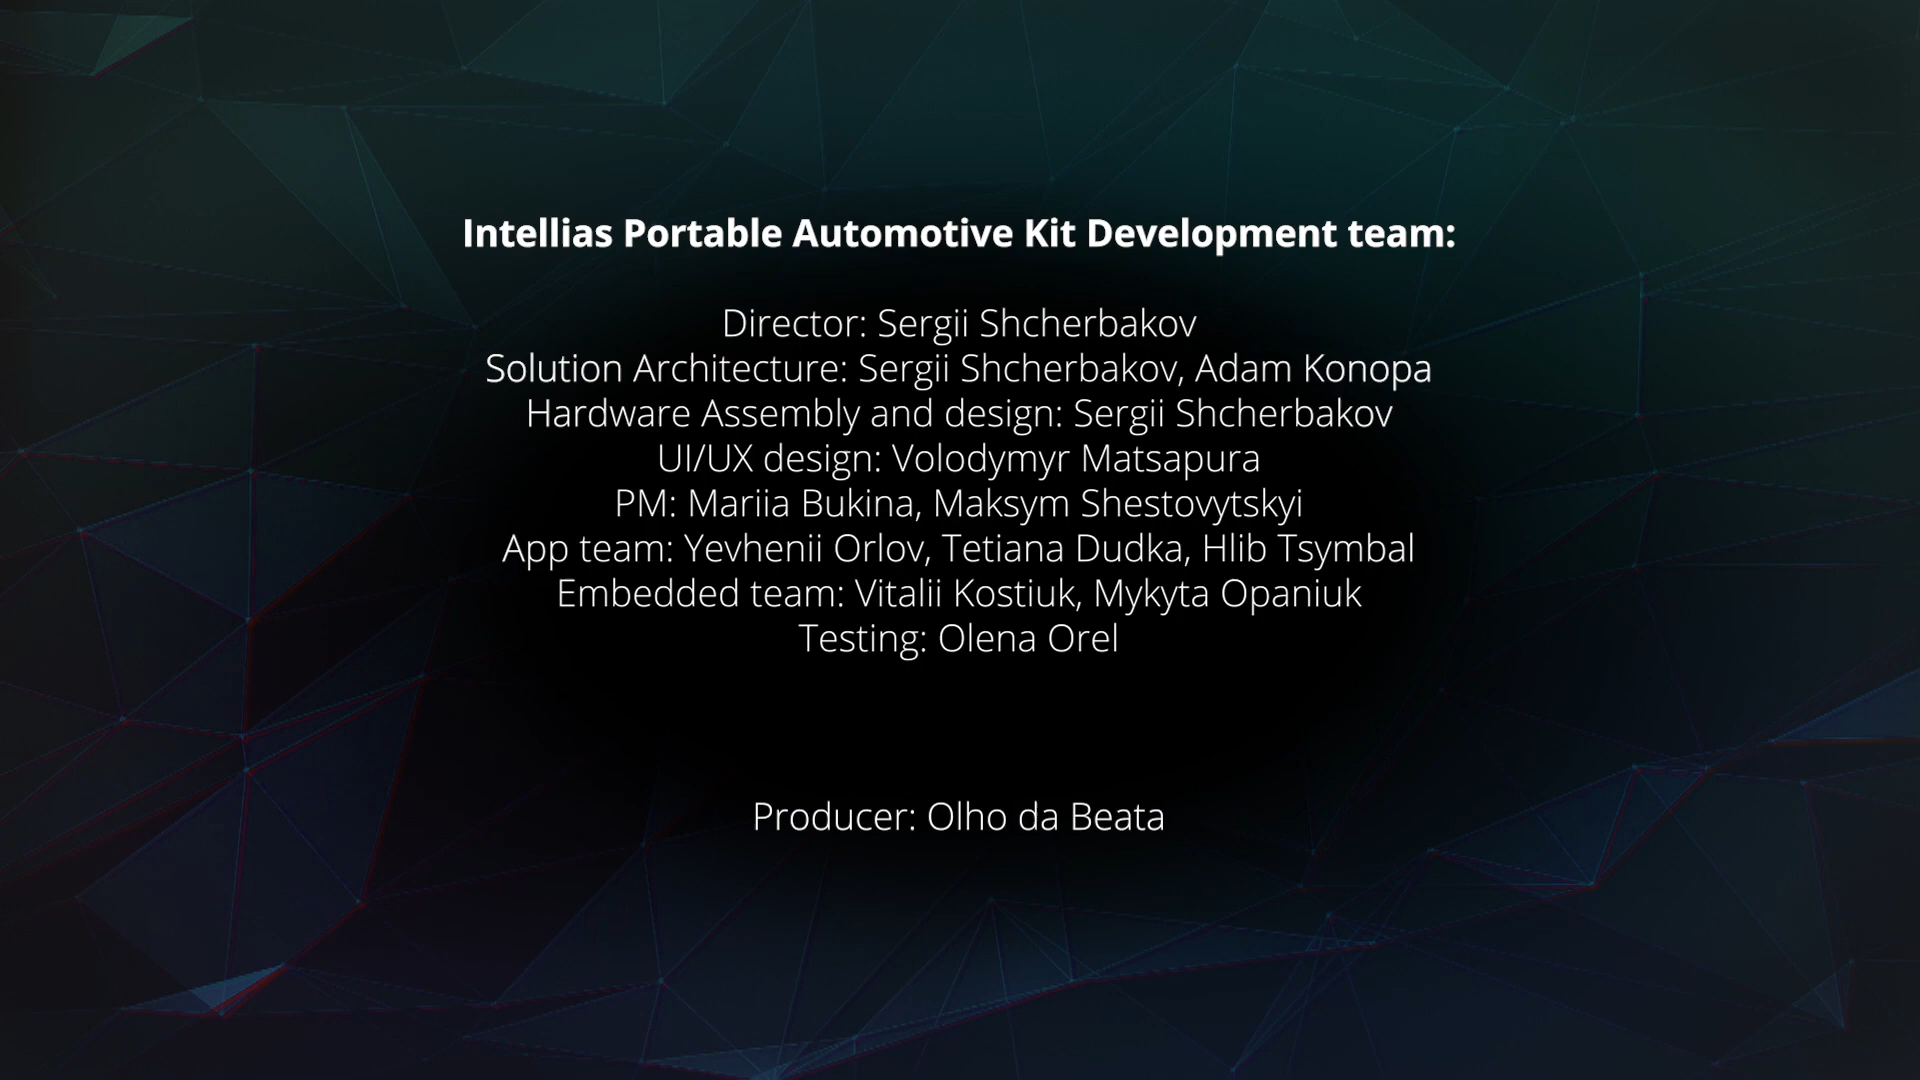 Intellias Portable Automotive Kit Development team:
Director: Sergii Shcherbakov
Solution Architecture: Sergii Shcherbakov, Adam Konopa
Hardware Assembly and design: Sergii Shcherbakov
UI/UX design: Volodymyr Matsapura
PM: Mariia Bukina, Maksym Shestovytskyi
App team: Yevhenii Orlov, Tetiana Dudka, Hlib Tsymbal
Embedded team: Vitalii Kostiuk, Mykyta Opaniuk
Testing: Olena Orel
Producer: Olho da Beata